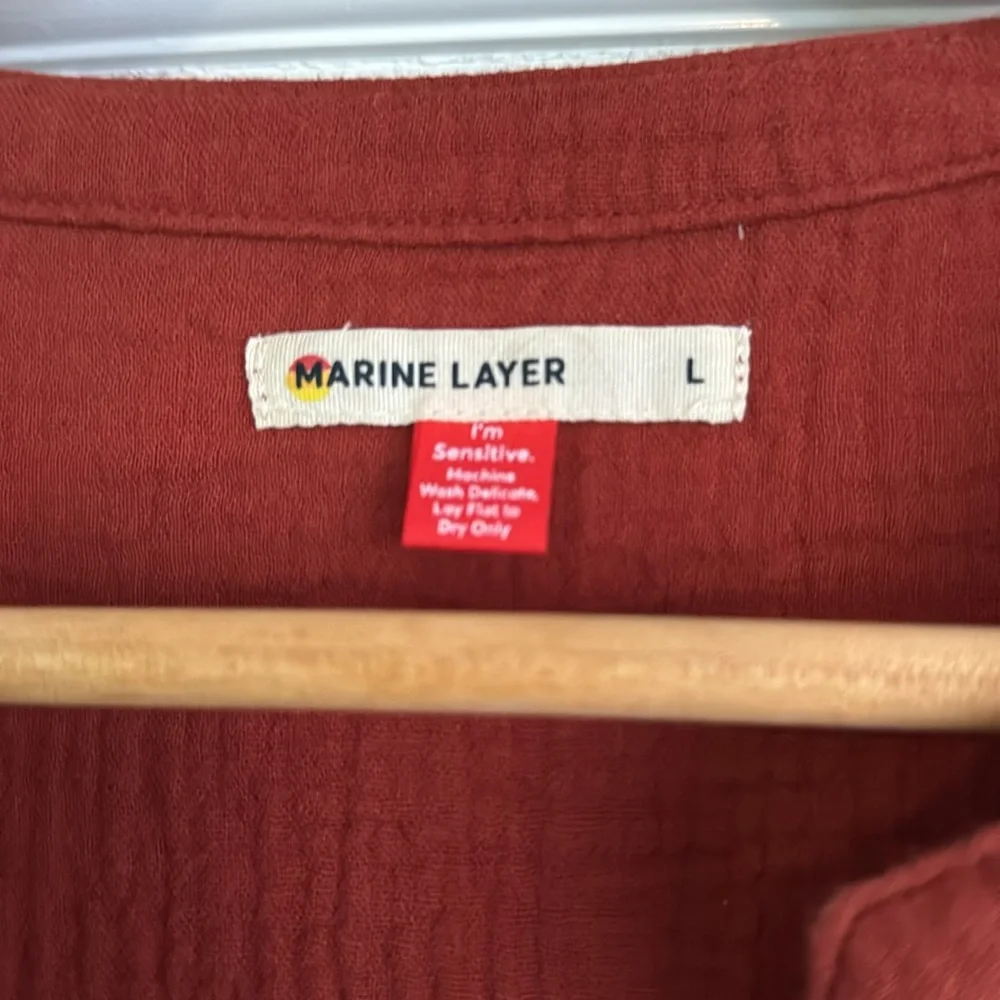 MARINE LAYER L
I'm
Sensitive.
Machine
Wash Delicate,
Lay Flat to
Dry Only